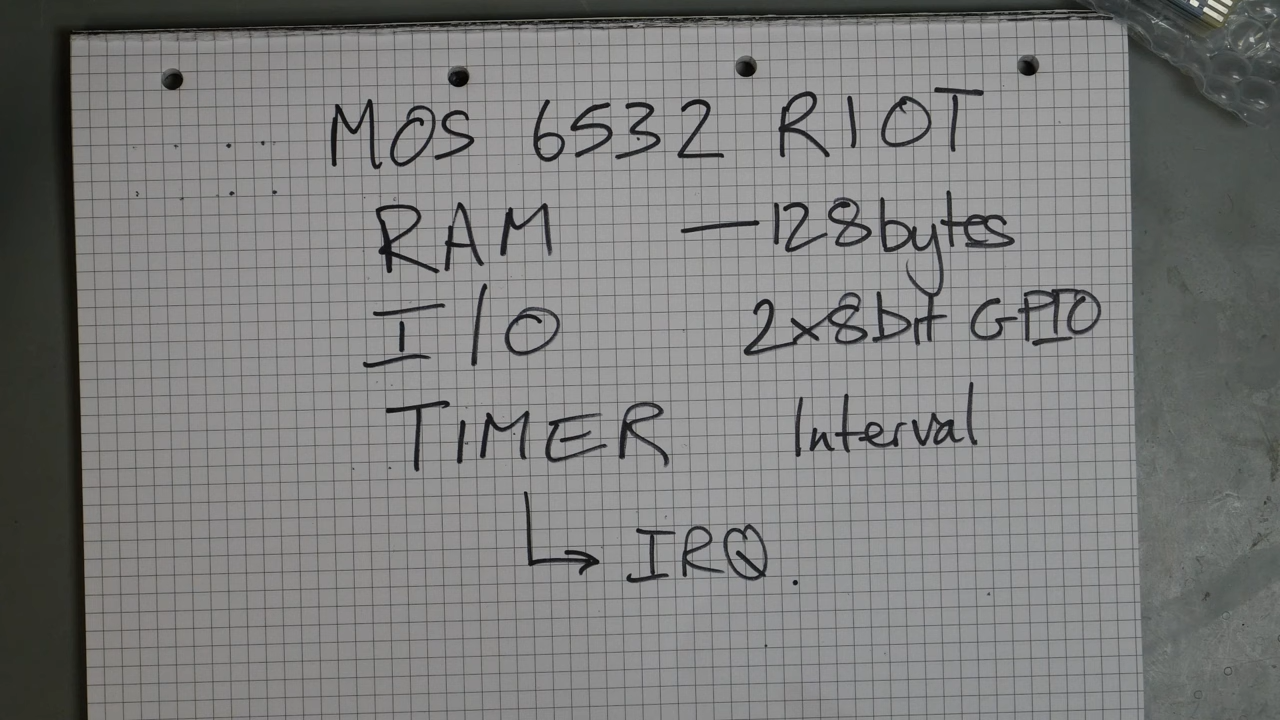 MOS 6532 RIOT
RAM — 128bytes
I/O 2x8bit GPIO
TIMER Interval
↳ IRQ.